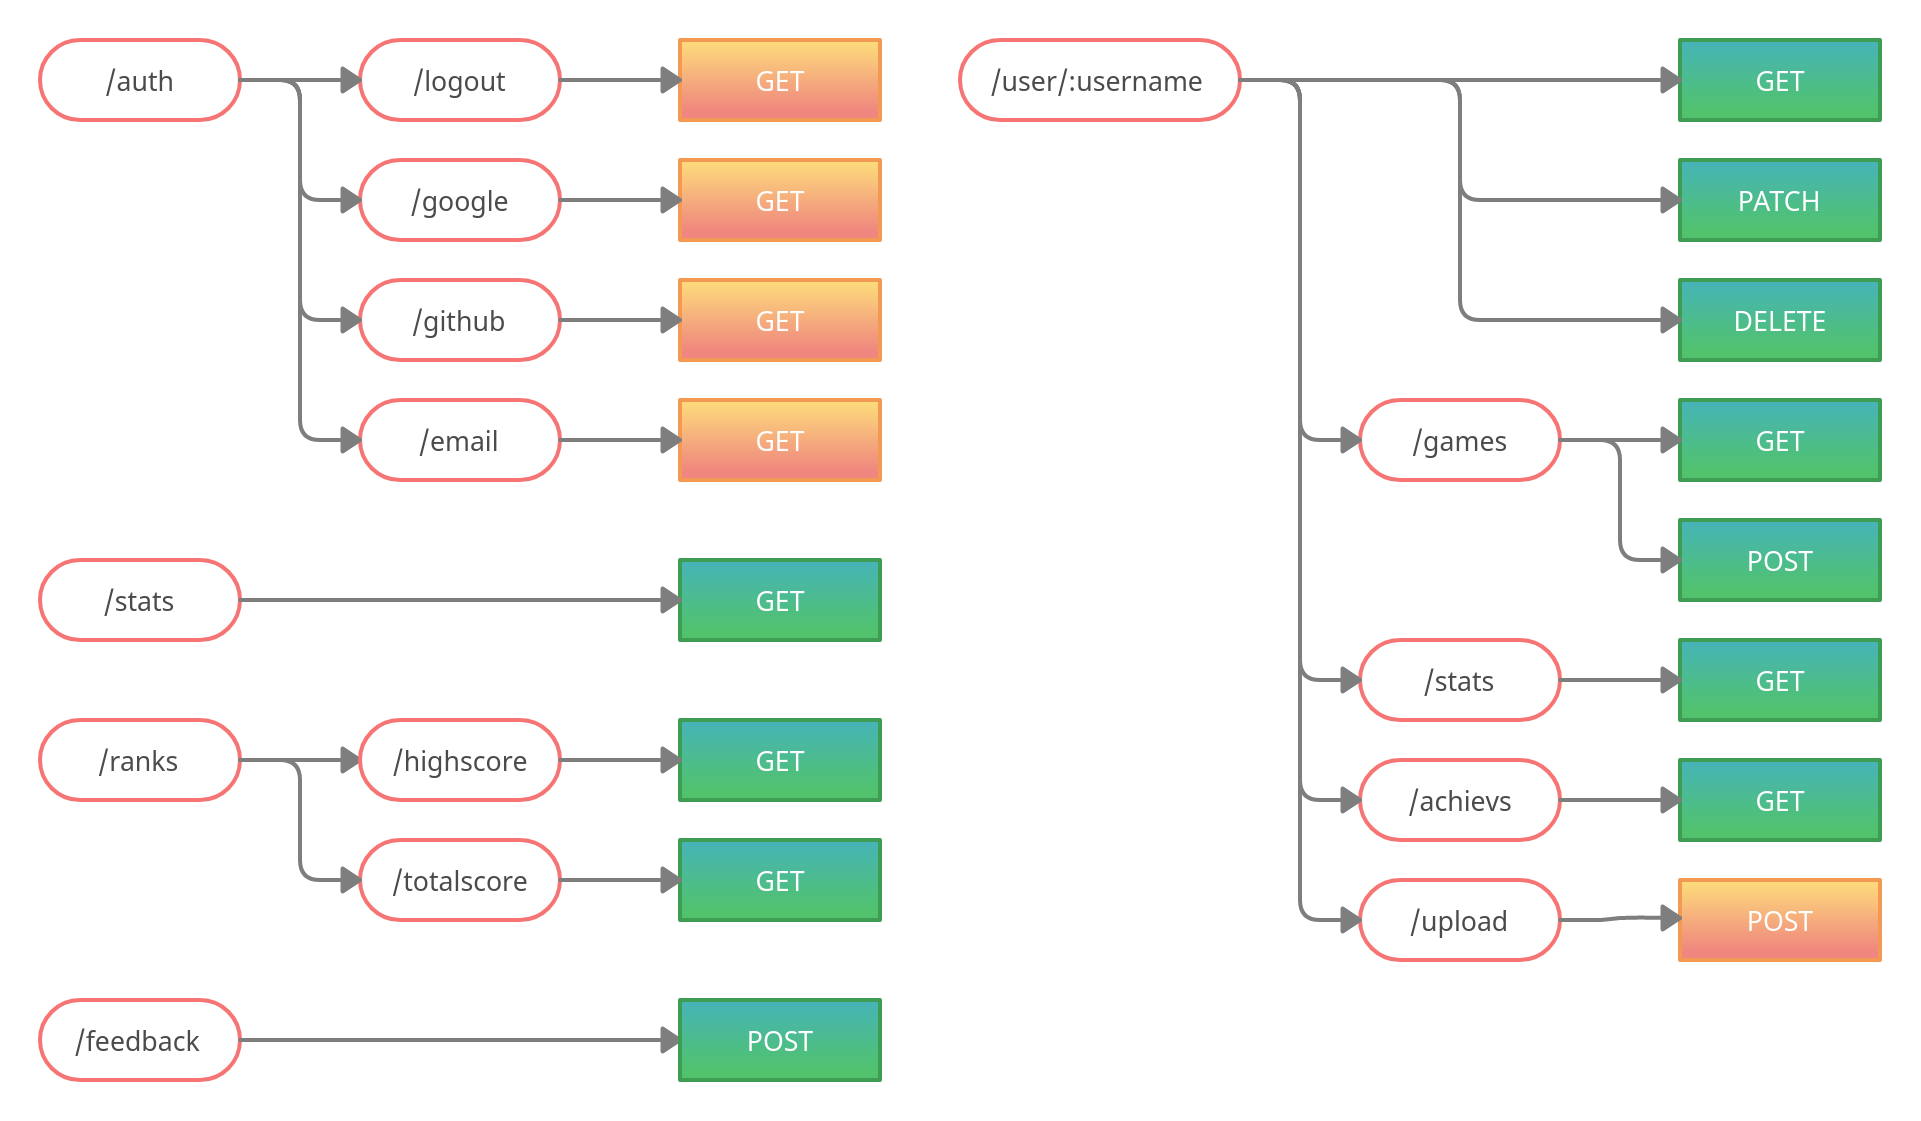 /auth
/logout
GET
/google
GET
/github
GET
/email
GET
/stats
GET
/ranks
/highscore
GET
/totalscore
GET
/feedback
POST
/user/:username
GET
PATCH
DELETE
/games
GET
POST
/stats
GET
/achievs
GET
/upload
POST